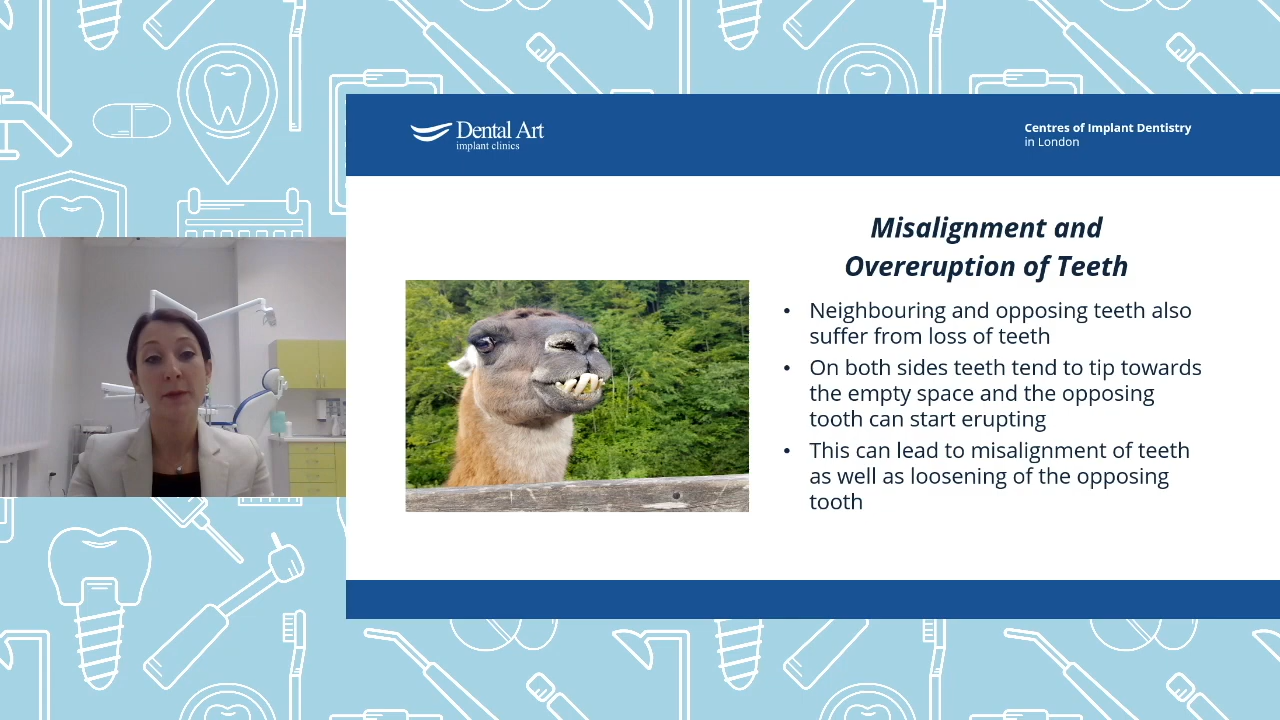 Dental Art
implant clinics
Centres of Implant Dentistry
in London
Misalignment and
Overeruption of Teeth
• Neighbouring and opposing teeth also
suffer from loss of teeth
• On both sides teeth tend to tip towards
the empty space and the opposing
tooth can start erupting
• This can lead to misalignment of teeth
as well as loosening of the opposing
tooth